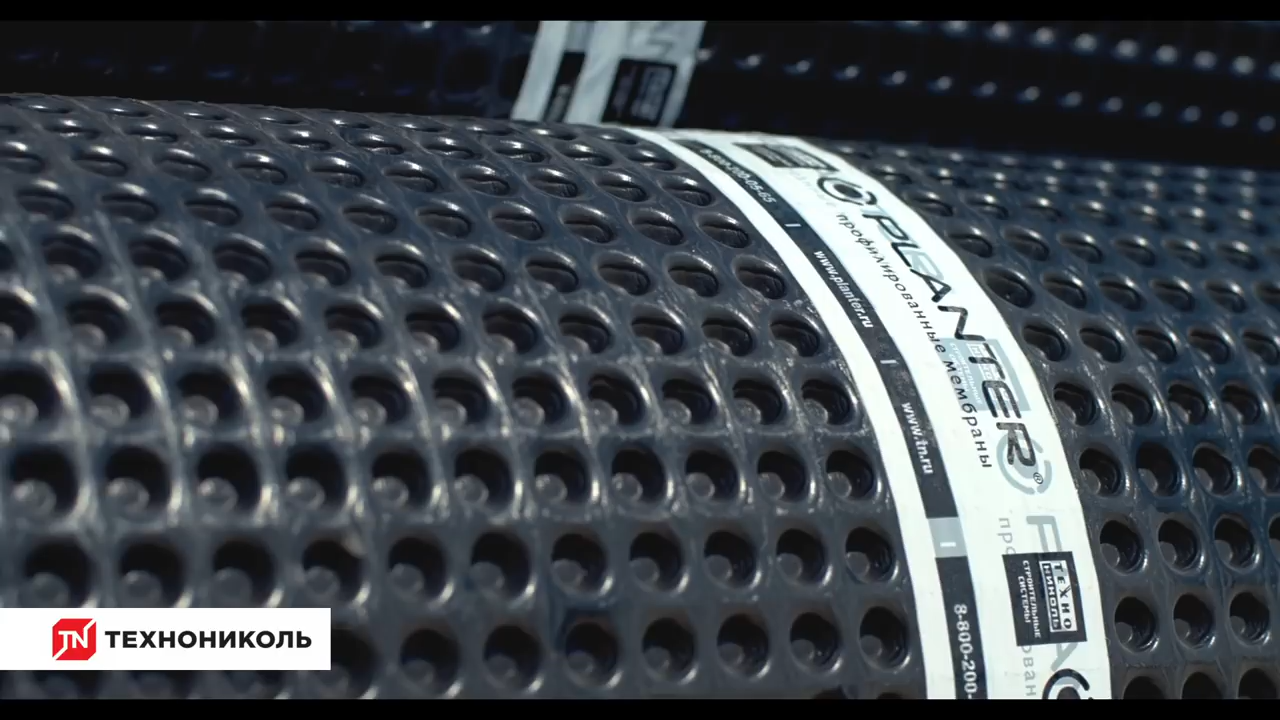 8-800-200-05-65
www.planter.ru
www.tn.ru
8-800-200-
PLANTER®
профилированные мембраны
ТЕХНО
НИКОЛЬ
СТРОИТЕЛЬНЫЕ
СИСТЕМЫ
TN ТЕХНОНИКОЛЬ